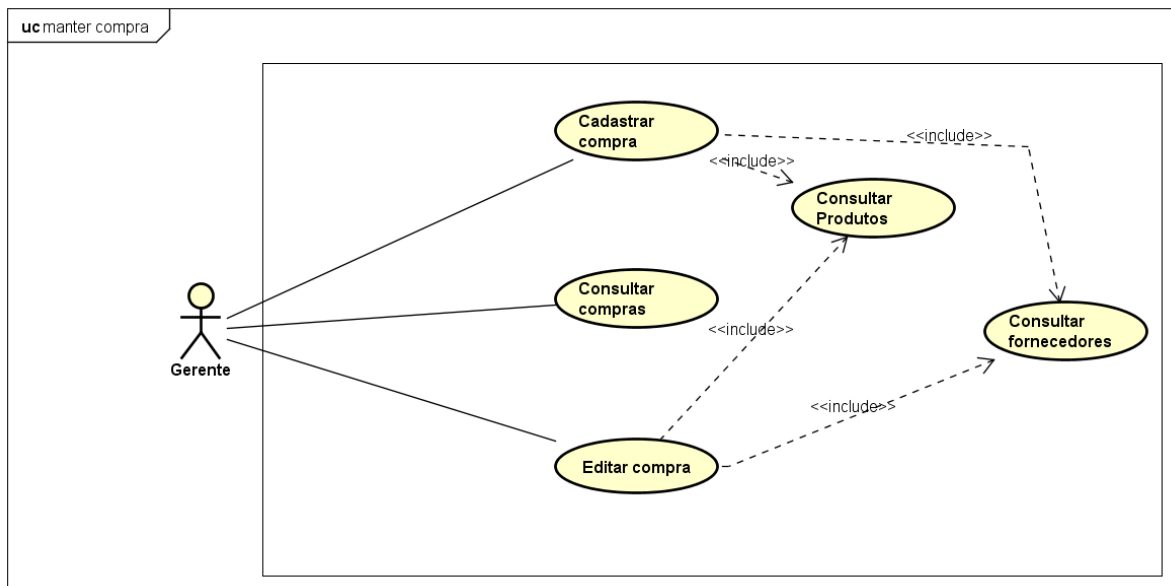 uc manter compra
Cadastrar
compra
<<include>>
<<include>>
Consultar
Produtos
Consultar
compras
<<include>>
Consultar
fornecedores
Gerente
<<include>>
Editar compra